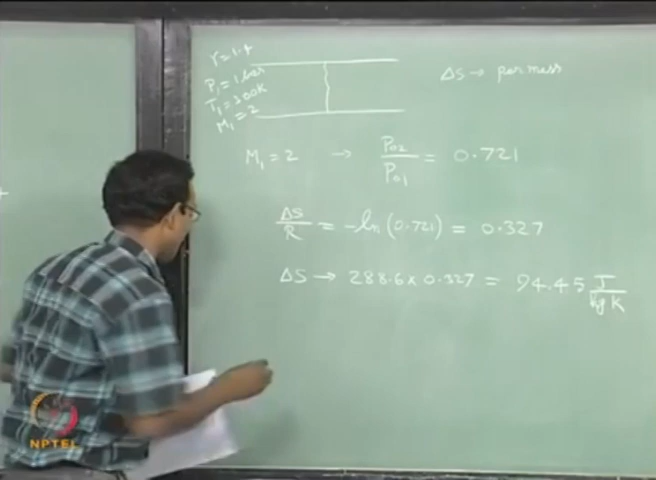 γ = 1.4
P₁ = 1 bar
T₁ = 300K
M₁ = 2
ΔS → per mass
M₁ = 2 → P₀₂/P₀₁ = 0.721
ΔS/R = -ln(0.721) = 0.327
ΔS → 288.6 x 0.327 = 94.45 J/kg K
NPTEL